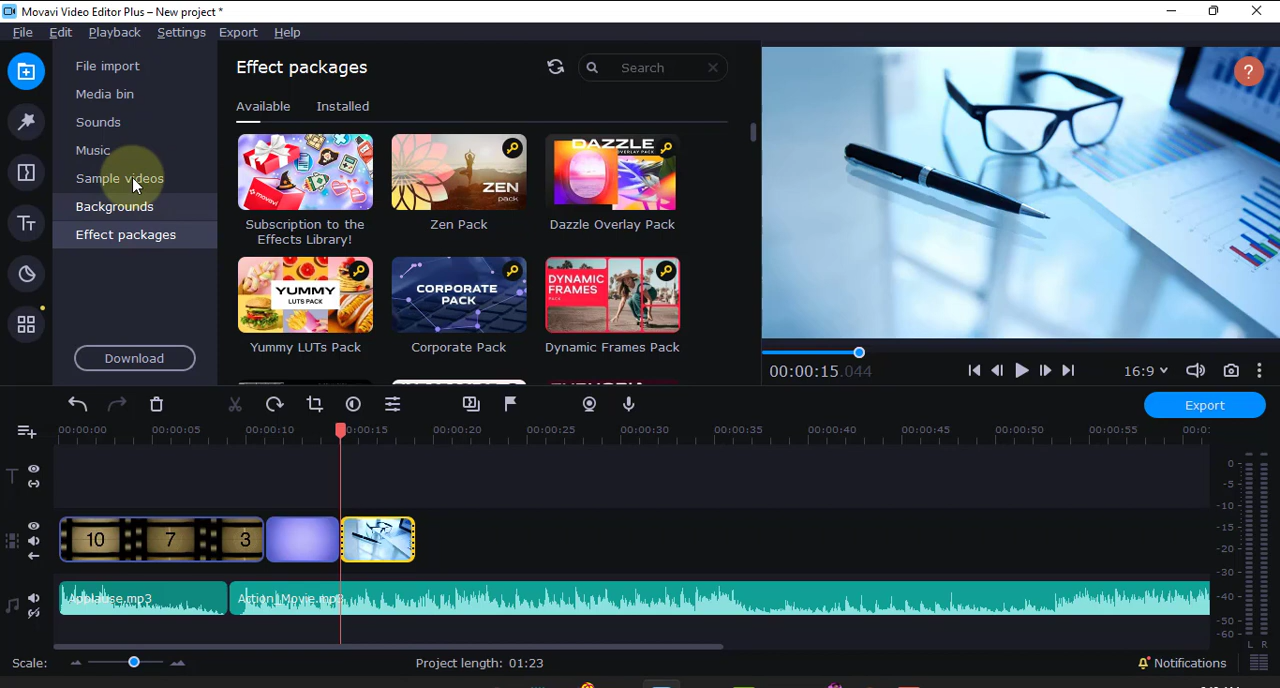 Movavi Video Editor Plus – New project *
File Edit Playback Settings Export Help
File import
Media bin
Sounds
Music
Sample videos
Backgrounds
Effect packages
Download
Effect packages
Search
Available Installed
movavi
ZEN
pack
DAZZLE
OVERLAY PACK
Subscription to the
Effects Library!
Zen Pack
Dazzle Overlay Pack
YUMMY
LUTS PACK
CORPORATE
PACK
DYNAMIC
FRAMES
PACK
Yummy LUTs Pack
Corporate Pack
Dynamic Frames Pack
?
00:00:15.044
16:9
Export
00:00:00 00:00:05 00:00:10 00:00:15 00:00:20 00:00:25 00:00:30 00:00:35 00:00:40 00:00:45 00:00:50 00:00:55 00:0
10 7 3
Applause.mp3
Action_Movie.mp3
0
-5
-10
-15
-20
-30
-40
-50
-60
L R
Scale:
Project length: 01:23
Notifications